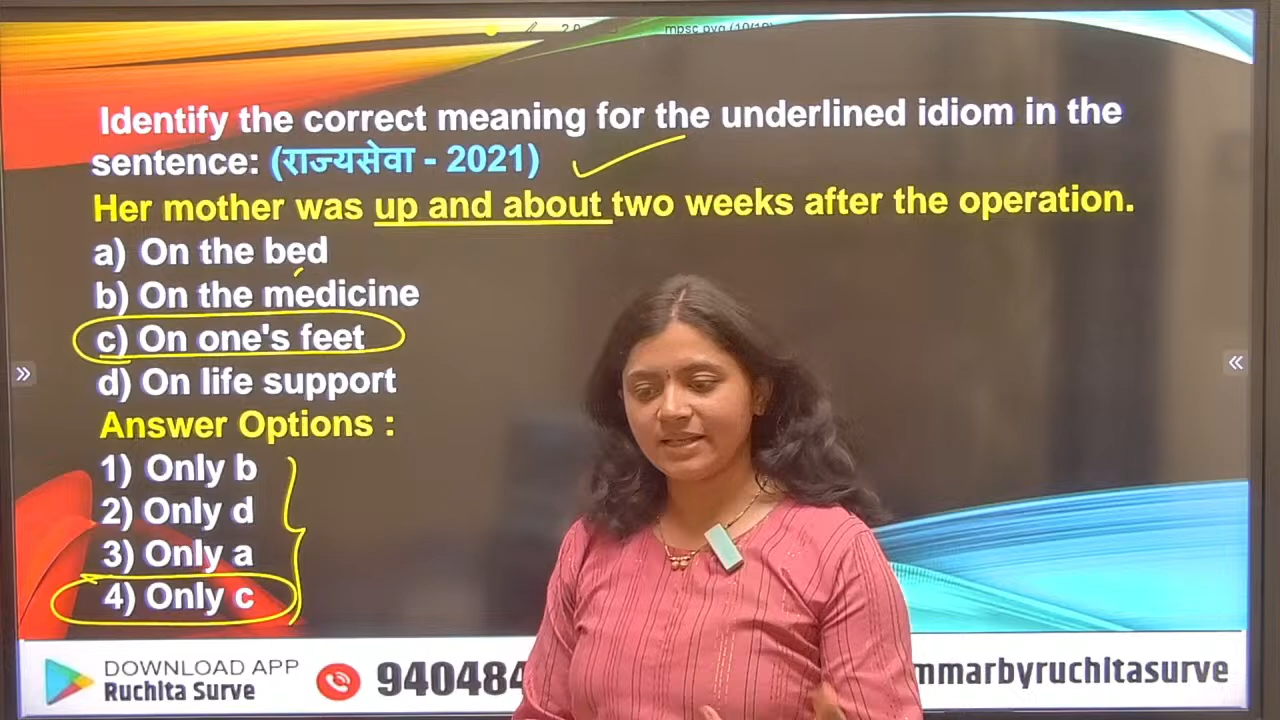 Identify the correct meaning for the underlined idiom in the
sentence: (राज्यसेवा - 2021)
Her mother was up and about two weeks after the operation.
a) On the bed
b) On the medicine
c) On one's feet
d) On life support
Answer Options :
1) Only b
2) Only d
3) Only a
4) Only c
DOWNLOAD APP
Ruchita Surve
940484
mmarbyruchitasurve